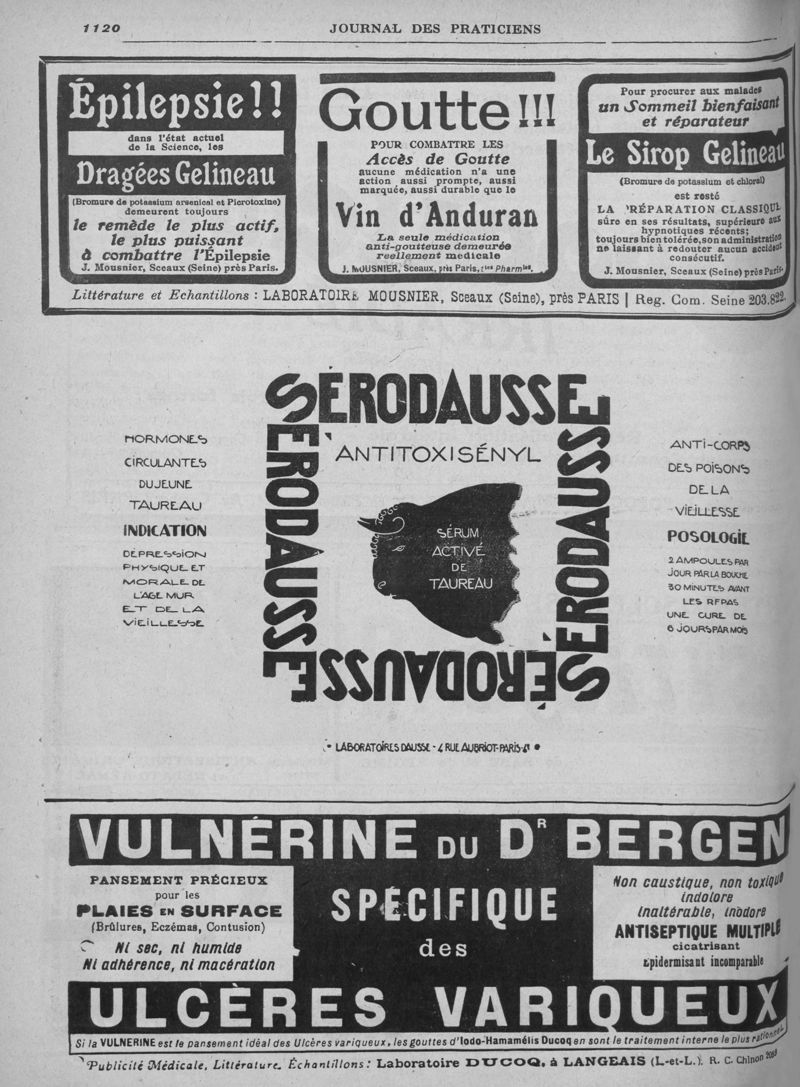 1120
JOURNAL DES PRATICIENS
Épilepsie!!
dans l'état actuel
de la Science, les
Dragées Gelineau
(Bromure de potassium arsenical et Picrotoxine)
demeurent toujours
le remède le plus actif,
le plus puissant
à combattre l'Épilepsie
J. Mousnier, Sceaux (Seine) près Paris.
Goutte!!!
POUR COMBATTRE LES
Accès de Goutte
aucune médication n'a une
action aussi prompte, aussi
marquée, aussi durable que le
Vin d'Anduran
La seule médication
anti-goutteuse demeurée
reellement medicale
J. MOUSNIER, Sceaux, près Paris, ttes Pharmies.
Pour procurer aux malades
un Sommeil bienfaisant
et réparateur
Le Sirop Gelineau
(Bromure de potassium et chloral)
est resté
LA PRÉPARATION CLASSIQUE
sûre en ses résultats, supérieure aux
hypnotiques récents;
toujours bien tolérée, son administration
ne laissant à redouter aucun accident
consécutif.
J. Mousnier, Sceaux (Seine) près Paris.
Littérature et Echantillons : LABORATOIRE MOUSNIER, Sceaux (Seine), près PARIS | Reg. Com. Seine 203.822.
SÉRODAUSSE
SÉRODAUSSE
SÉRODAUSSE
SÉRODAUSSE
ANTITOXISÉNYL
SÉRUM
ACTIVÉ
DE
TAUREAU
HORMONES
CIRCULANTES
DU JEUNE
TAUREAU
INDICATION
DÉPRESSION
PHYSIQUE ET
MORALE DE
L'AGE MUR
ET DE LA
VIEILLESSE
ANTI-CORPS
DES POISONS
DE LA
VIEILLESSE
POSOLOGIE
2 AMPOULES PAR
JOUR PAR LA BOUCHE
30 MINUTES AVANT
LES REPAS
UNE CURE DE
6 JOURS PAR MOIS
• LABORATOIRES DAUSSE - 4 RUE AUBRIOT-PARIS-4e •
VULNÉRINE DU DR BERGEN
PANSEMENT PRÉCIEUX
pour les
PLAIES EN SURFACE
(Brûlures, Eczémas, Contusion)
Ni sec, ni humide
Ni adhérence, ni macération
SPÉCIFIQUE
des
Non caustique, non toxique
indolore
inaltérable, inodore
ANTISEPTIQUE MULTIPLE
cicatrisant
Epidermisant incomparable
ULCÈRES VARIQUEUX
Si la VULNERINE est le pansement idéal des Ulcères variqueux, les gouttes d'Iodo-Hamamélis Ducoq en sont le traitement interne le plus rationnel.
Publicité Médicale, Littérature, Échantillons : Laboratoire DUCOQ, à LANGEAIS (L-et-L.). R. C. Chinon